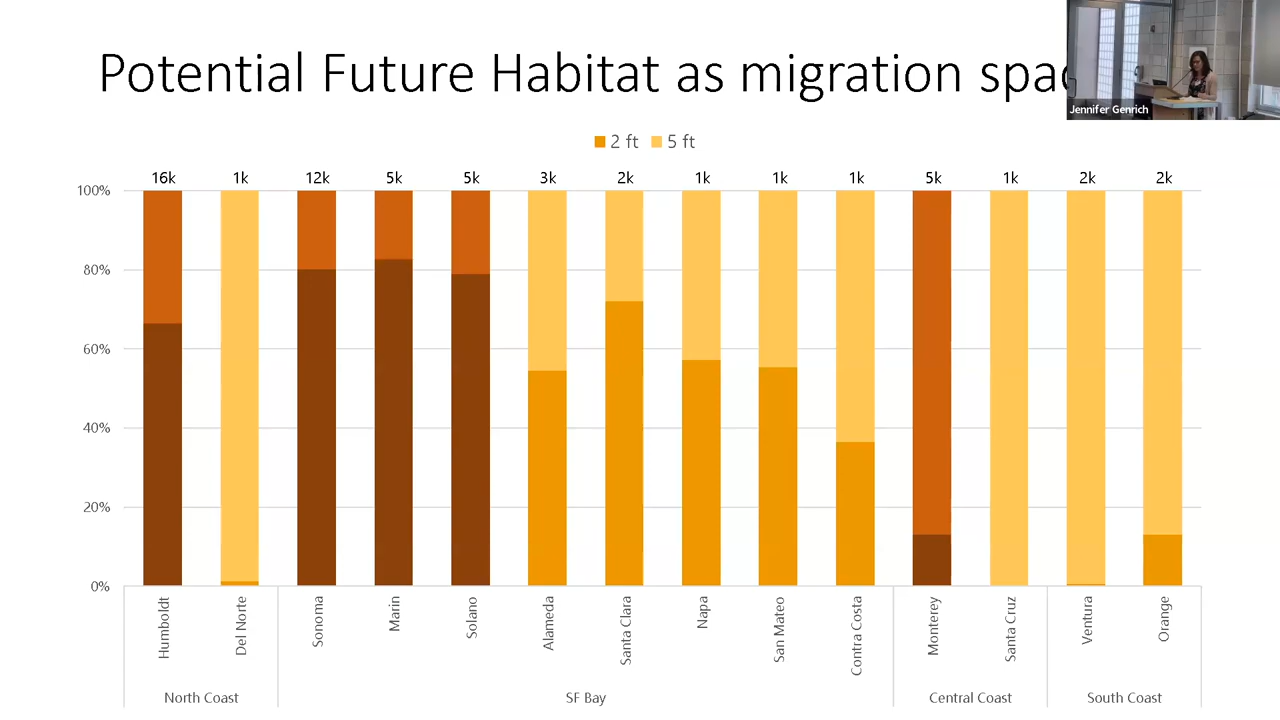 Potential Future Habitat as migration spac
Jennifer Genrich
2 ft 5 ft
16k 1k 12k 5k 5k 3k 2k 1k 1k 1k 5k 1k 2k 2k
100%
80%
60%
40%
20%
0%
Humboldt
Del Norte
Sonoma
Marin
Solano
Alameda
Santa Clara
Napa
San Mateo
Contra Costa
Monterey
Santa Cruz
Ventura
Orange
North Coast SF Bay Central Coast South Coast